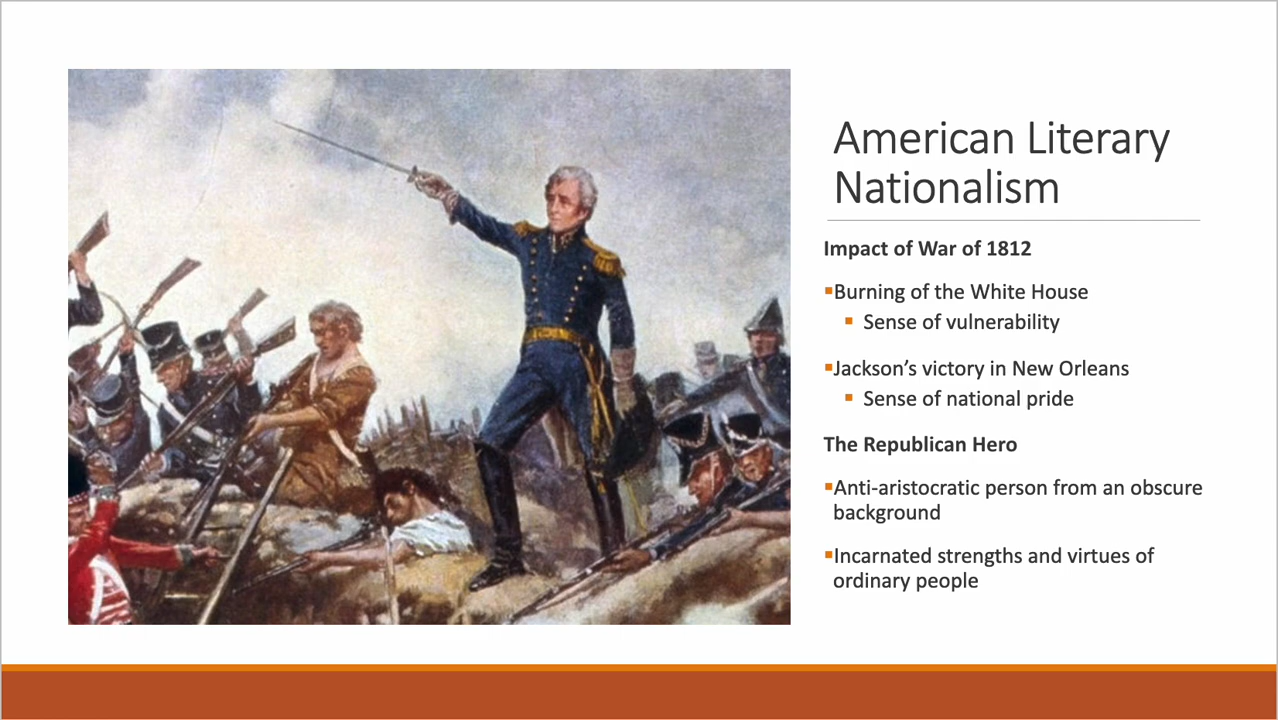 American Literary
Nationalism
Impact of War of 1812
▪Burning of the White House
▪ Sense of vulnerability
▪Jackson’s victory in New Orleans
▪ Sense of national pride
The Republican Hero
▪Anti-aristocratic person from an obscure
background
▪Incarnated strengths and virtues of
ordinary people